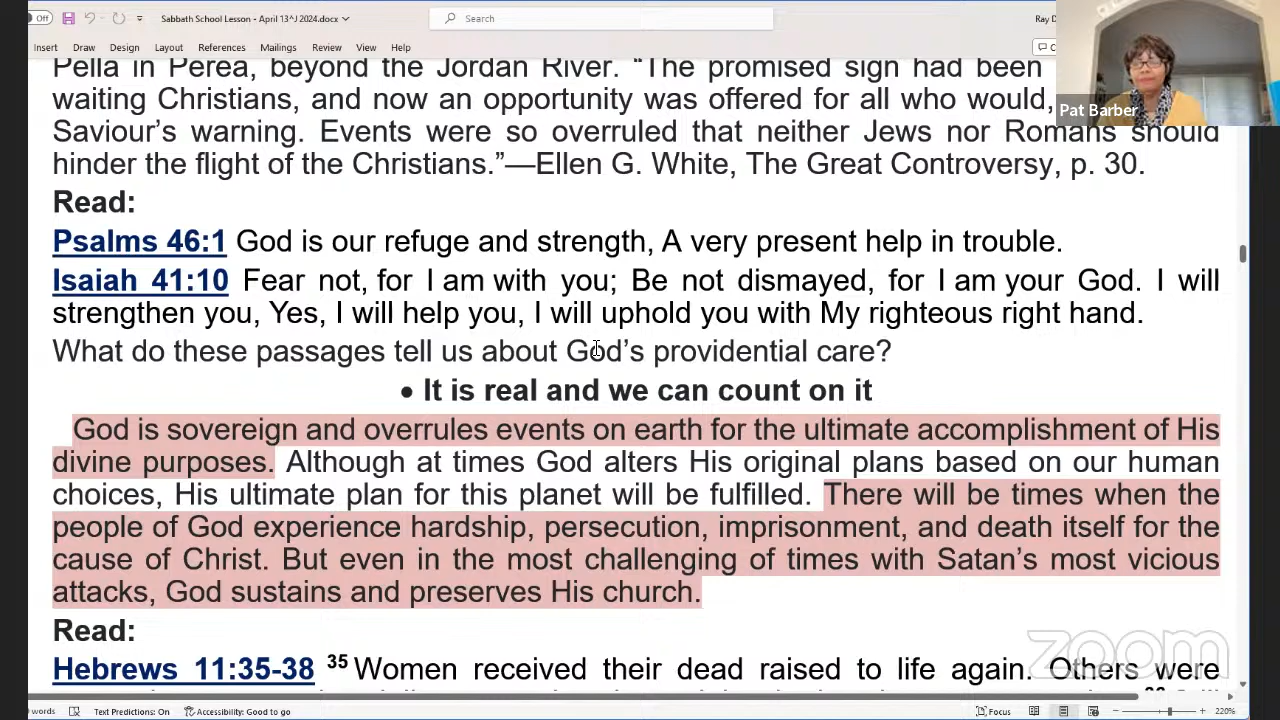 Off
Sabbath School Lesson - April 13^J 2024.docx
Search
Ray D
Insert Draw Design Layout References Mailings Review View Help
Pella in Perea, beyond the Jordan River. “The promised sign had been
waiting Christians, and now an opportunity was offered for all who would,
Saviour’s warning. Events were so overruled that neither Jews nor Romans should
hinder the flight of the Christians.”—Ellen G. White, The Great Controversy, p. 30.
Pat Barber
Read:
Psalms 46:1 God is our refuge and strength, A very present help in trouble.
Isaiah 41:10 Fear not, for I am with you; Be not dismayed, for I am your God. I will
strengthen you, Yes, I will help you, I will uphold you with My righteous right hand.
What do these passages tell us about God’s providential care?
• It is real and we can count on it
God is sovereign and overrules events on earth for the ultimate accomplishment of His
divine purposes. Although at times God alters His original plans based on our human
choices, His ultimate plan for this planet will be fulfilled. There will be times when the
people of God experience hardship, persecution, imprisonment, and death itself for the
cause of Christ. But even in the most challenging of times with Satan’s most vicious
attacks, God sustains and preserves His church.
Read:
Hebrews 11:35-38 35 Women received their dead raised to life again. Others were
zoom
words Text Predictions: On Accessibility: Good to go Focus 220%